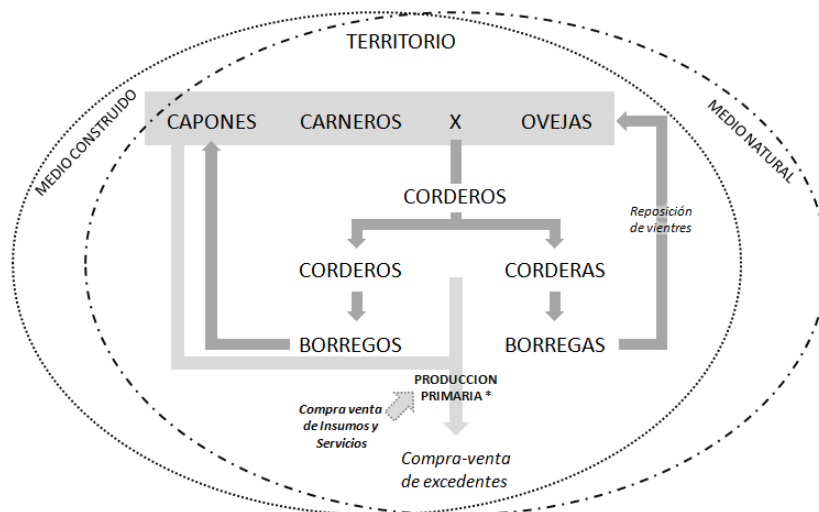 TERRITORIO
MEDIO CONSTRUIDO
MEDIO NATURAL
CAPONES CARNEROS X OVEJAS
CORDEROS
Reposición
de vientres
CORDEROS CORDERAS
BORREGOS BORREGAS
PRODUCCION
PRIMARIA *
Compra venta
de Insumos y
Servicios
Compra-venta
de excedentes